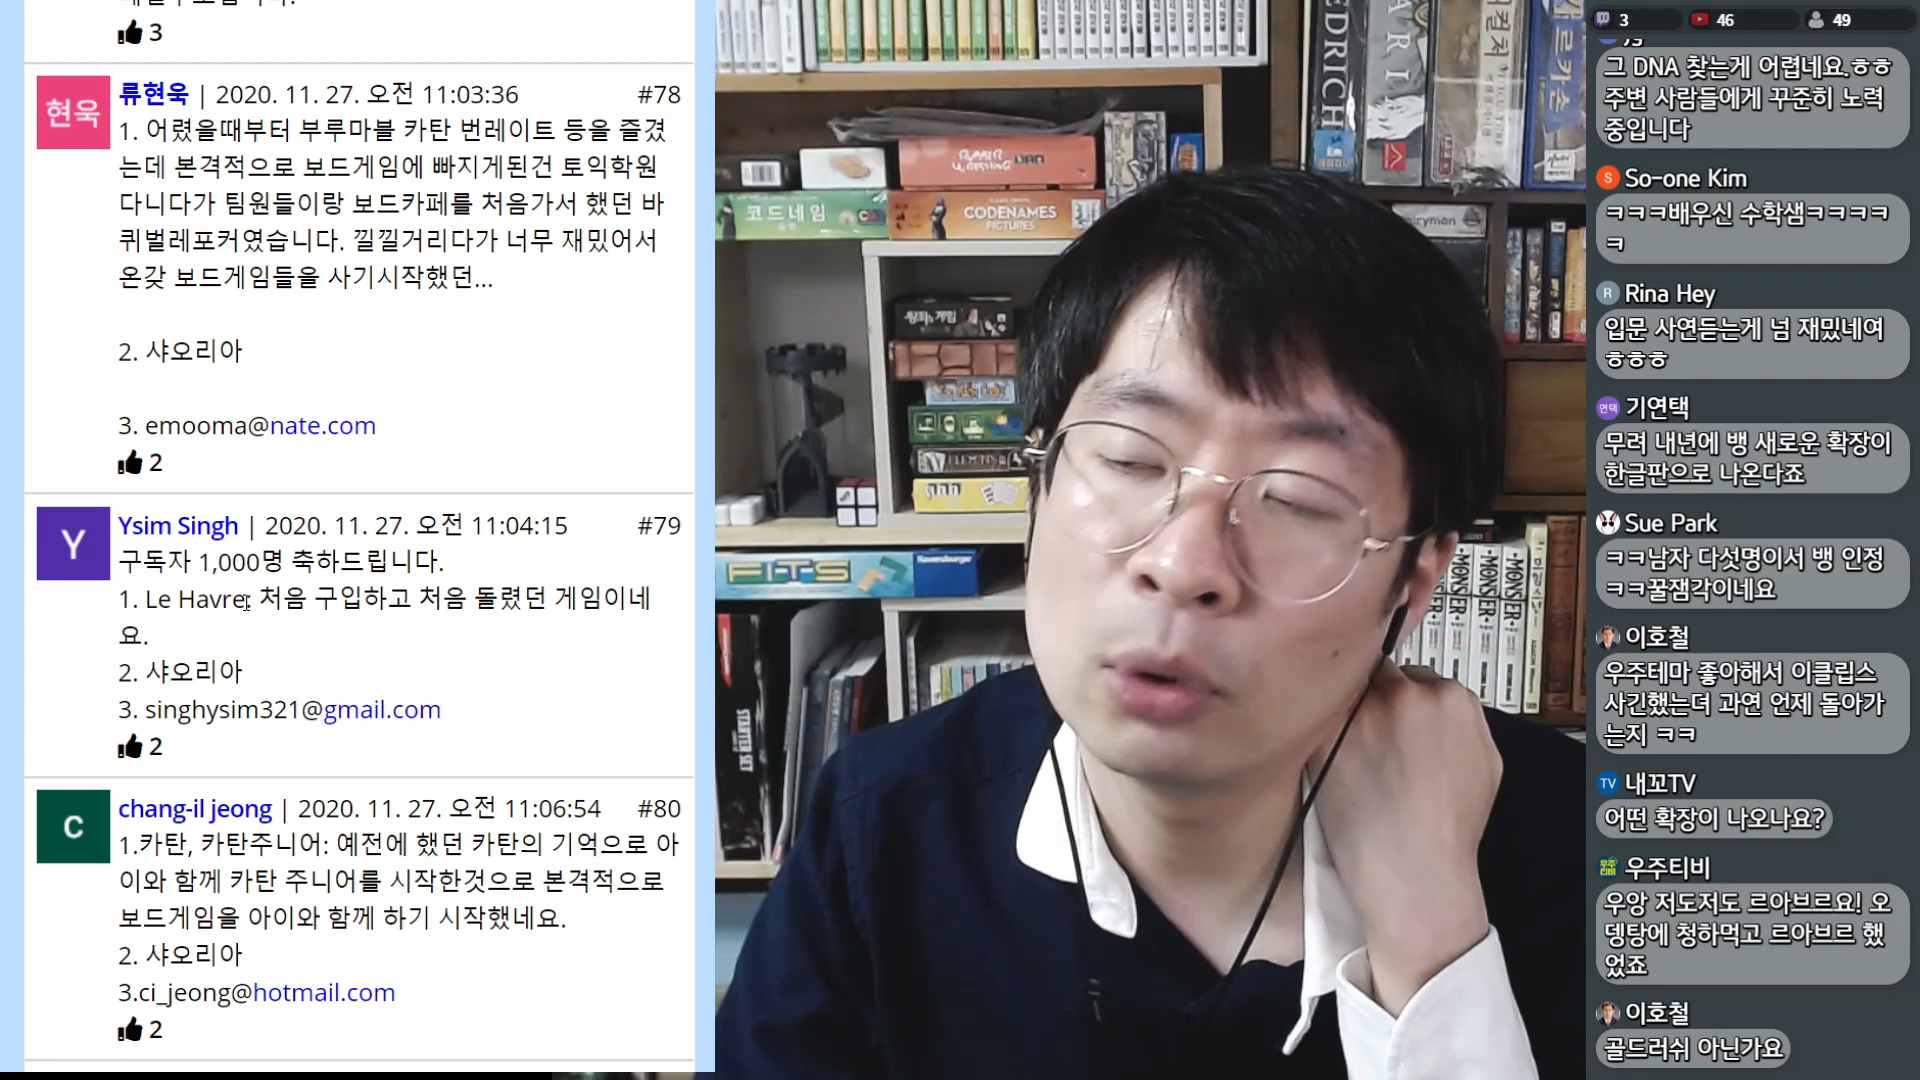 3
현욱
류현욱 | 2020. 11. 27. 오전 11:03:36 #78
1. 어렸을때부터 부루마블 카탄 번레이트 등을 즐겼
는데 본격적으로 보드게임에 빠지게된건 토익학원
다니다가 팀원들이랑 보드카페를 처음가서 했던 바
퀴벌레포커였습니다. 낄낄거리다가 너무 재밌어서
온갖 보드게임들을 사기시작했던...
2. 샤오리아
3. emooma@nate.com
2
Y
Ysim Singh | 2020. 11. 27. 오전 11:04:15 #79
구독자 1,000명 축하드립니다.
1. Le Havre: 처음 구입하고 처음 돌렸던 게임이네
요.
2. 샤오리아
3. singhysim321@gmail.com
2
C
chang-il jeong | 2020. 11. 27. 오전 11:06:54 #80
1.카탄, 카탄주니어: 예전에 했던 카탄의 기억으로 아
이와 함께 카탄 주니어를 시작한것으로 본격적으로
보드게임을 아이와 함께 하기 시작했네요.
2. 샤오리아
3.ci_jeong@hotmail.com
2
코드네임
CODENAMES
PICTURES
FITS
Ravensburger
STARTER SET
MONSTER
MONSTER
MONSTER
3 46 49
그 DNA 찾는게 어렵네요.ㅎㅎ
주변 사람들에게 꾸준히 노력
중입니다
S
So-one Kim
ㅋㅋㅋ배우신 수학샘ㅋㅋㅋㅋ
ㅋ
R
Rina Hey
입문 사연듣는게 넘 재밌네여
ㅎㅎㅎ
연택
기연택
무려 내년에 뱅 새로운 확장이
한글판으로 나온다죠
Sue Park
ㅋㅋ남자 다섯명이서 뱅 인정
ㅋㅋ꿀잼각이네요
이호철
우주테마 좋아해서 이클립스
사긴했는데 과연 언제 돌아가
는지 ㅋㅋ
TV
내꼬TV
어떤 확장이 나오나요?
우주티비
우앙 저도저도 르아브르요! 오
뎅탕에 청하먹고 르아브르 했
었죠
이호철
골드러쉬 아닌가요